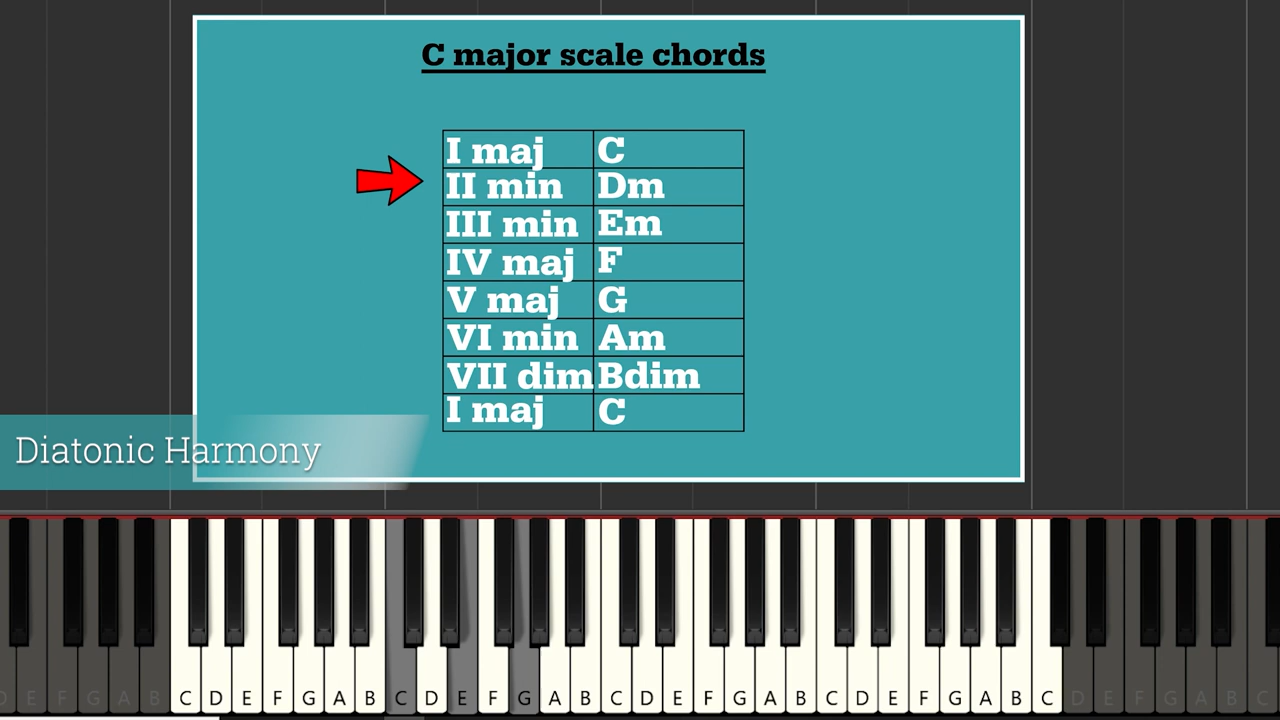 C major scale chords
I maj C
II min Dm
III min Em
IV maj F
V maj G
VI min Am
VII dim Bdim
I maj C
Diatonic Harmony
D E F G A B C D E F G A B C D E F G A B C D E F G A B C D E F G A B C D E F G A B C